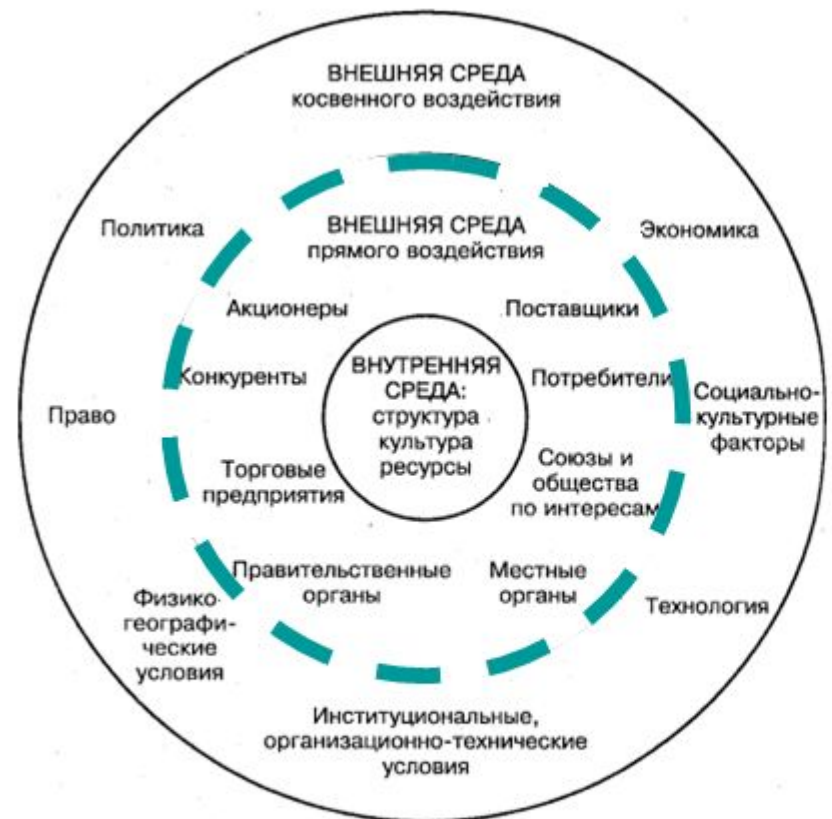 ВНЕШНЯЯ СРЕДА
косвенного воздействия
Политика
ВНЕШНЯЯ СРЕДА
прямого воздействия
Экономика
Акционеры
Поставщики
Конкуренты
ВНУТРЕННЯЯ
СРЕДА:
структура
культура
ресурсы
Потребители
Право
Социально-
культурные
факторы
Торговые
предприятия
Союзы и
общества
по интересам
Правительственные
органы
Местные
органы
Физико-
географи-
ческие
условия
Технология
Институциональные,
организационно-технические
условия